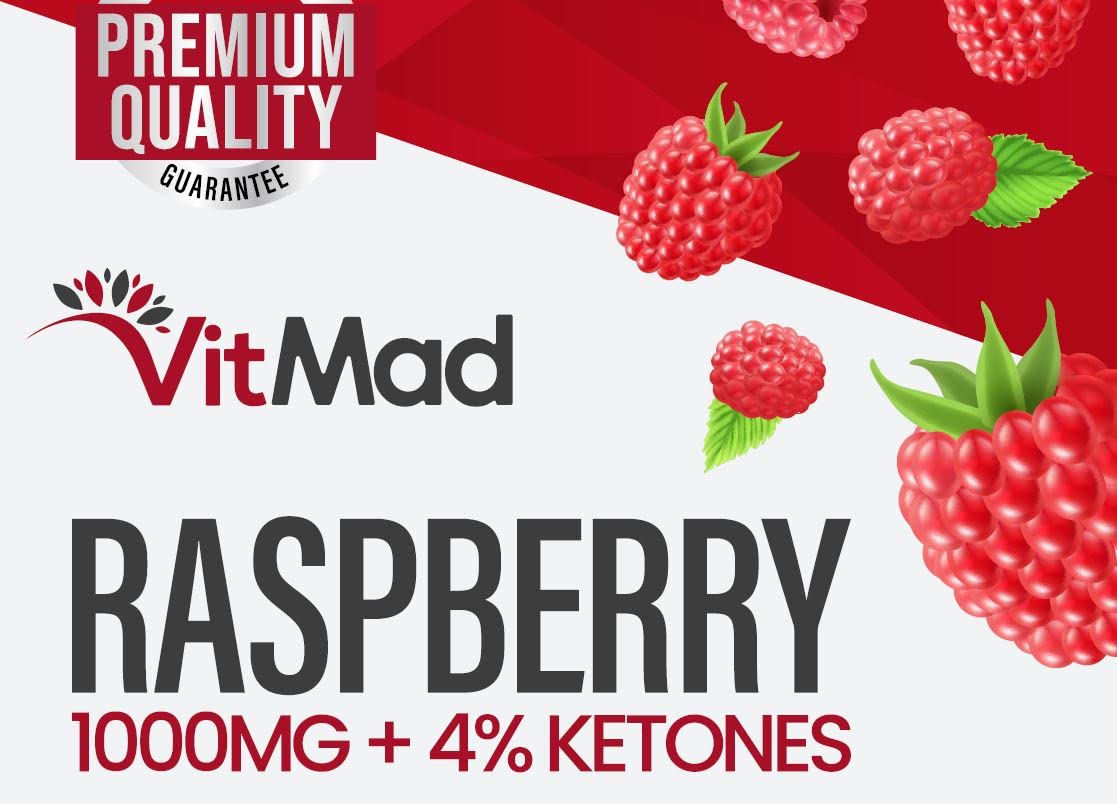 PREMIUM
QUALITY
GUARANTEE
VitMad
RASPBERRY
1000MG + 4% KETONES